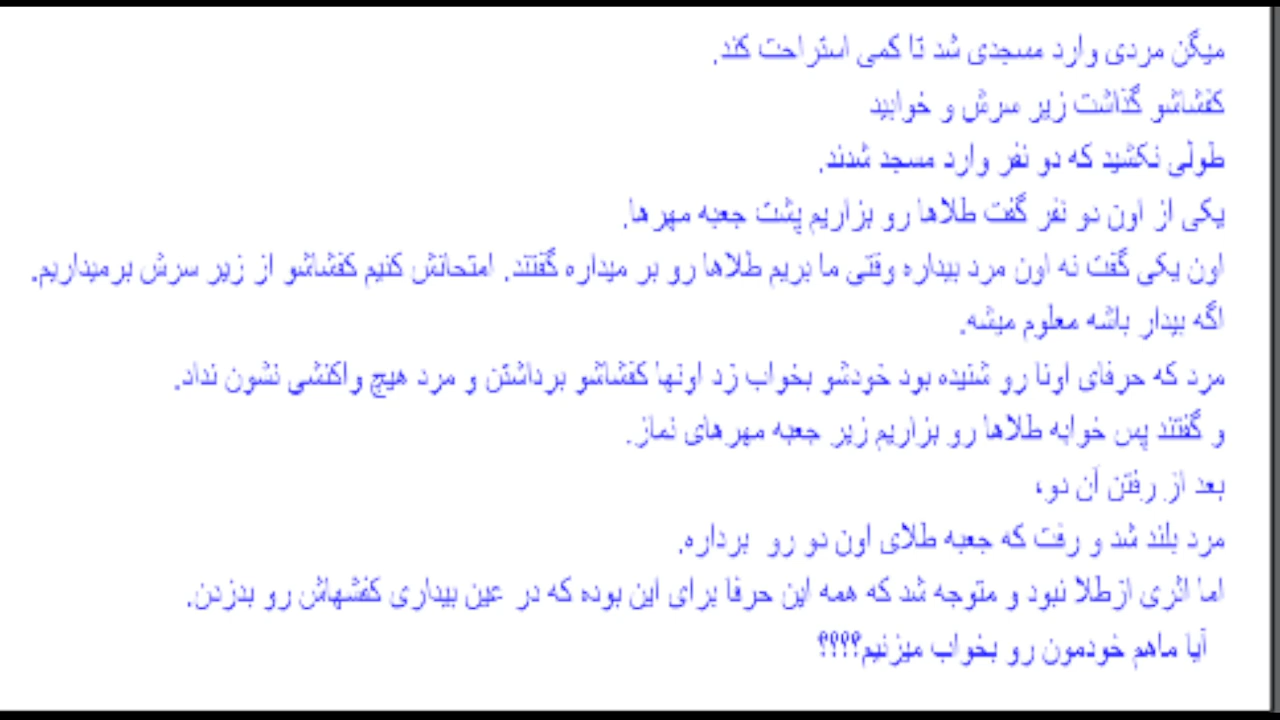 میگن مردی وارد مسجدی شد تا کمی استراحت کند.
کفشاشو گذاشت زیر سرش و خوابید
طولی نکشید که دو نفر وارد مسجد شدند.
یکی از اون دو نفر گفت طلاها رو بزاریم پشت جعبه مهرها.
اون یکی گفت نه اون مرد بیداره وقتی ما بریم طلاها رو بر میداره گفتند. امتحانش کنیم کفشاشو از زیر سرش برمیداریم.
اگه بیدار باشه معلوم میشه.
مرد که حرفای اونا رو شنیده بود خودشو بخواب زد اونها کفشاشو برداشتن و مرد هیچ واکنشی نشون نداد.
و گفتند پس خوابه طلاها رو بزاریم زیر جعبه مهرهای نماز.
بعد از رفتن آن دو،
مرد بلند شد و رفت که جعبه طلای اون دو رو برداره.
اما اثری ازطلا نبود و متوجه شد که همه این حرفا برای این بوده که در عین بیداری کفشهاش رو بدزدن.
آیا ماهم خودمون رو بخواب میزنیم؟؟؟؟